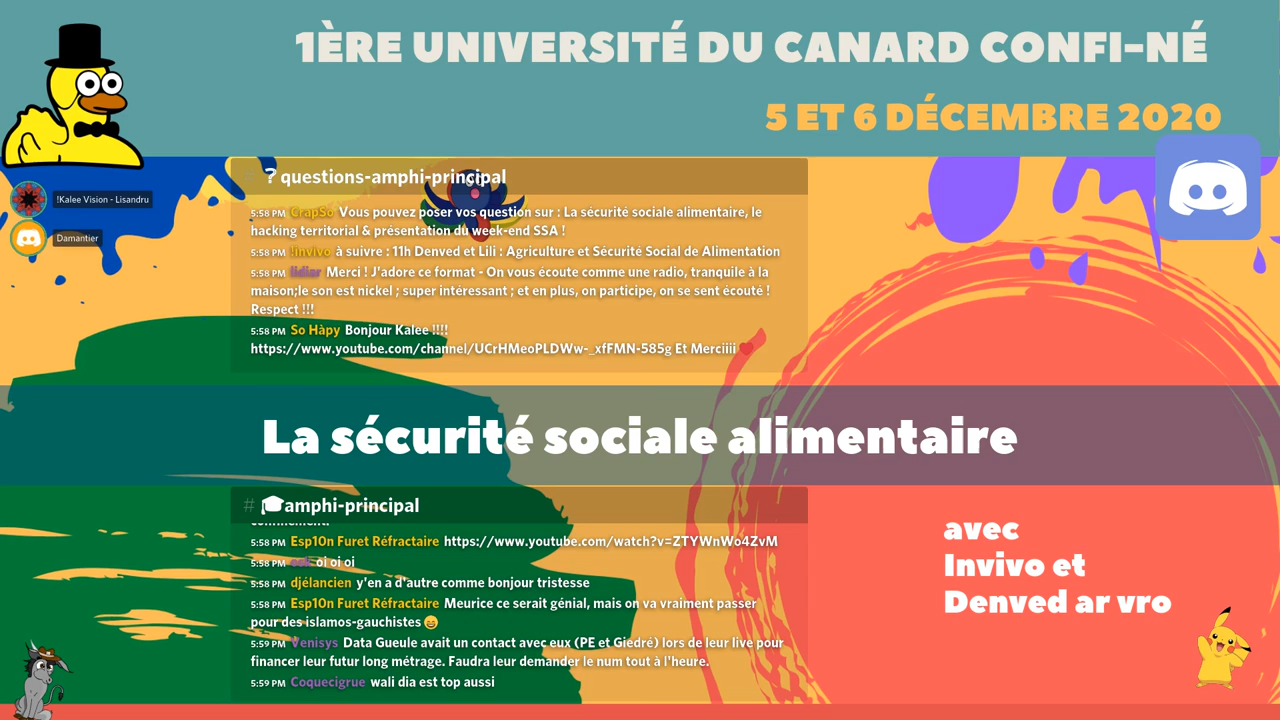 1ÈRE UNIVERSITÉ DU CANARD CONFI-NÉ
5 ET 6 DÉCEMBRE 2020
!Kalee Vision - Lisandru
Damantier
# ? questions-amphi-principal
5:58 PM CrapSo Vous pouvez poser vos question sur : La sécurité sociale alimentaire, le
hacking territorial & présentation du week-end SSA !
5:58 PM !invivo à suivre : 11h Denved et Lili : Agriculture et Sécurité Social de Alimentation
5:58 PM lidiar Merci ! J'adore ce format - On vous écoute comme une radio, tranquile à la
maison;le son est nickel ; super intéressant ; et en plus, on participe, on se sent écouté !
Respect !!!
5:58 PM So Hàpy Bonjour Kalee !!!!
https://www.youtube.com/channel/UCrHMeoPLDWw-_xfFMN-585g Et Merciiii ❤️
La sécurité sociale alimentaire
# 🎓amphi-principal
5:58 PM Esp1On Furet Réfractaire https://www.youtube.com/watch?v=ZTYWnWo4ZvM
5:58 PM oi oi oi
5:58 PM djélancien y'en a d'autre comme bonjour tristesse
5:58 PM Esp1On Furet Réfractaire Meurice ce serait génial, mais on va vraiment passer
pour des islamos-gauchistes 😄
5:59 PM Venisys Data Gueule avait un contact avec eux (PE et Giedré) lors de leur live pour
financer leur futur long métrage. Faudra leur demander le num tout à l'heure.
5:59 PM Coquecigrue wali dia est top aussi
avec
Invivo et
Denved ar vro